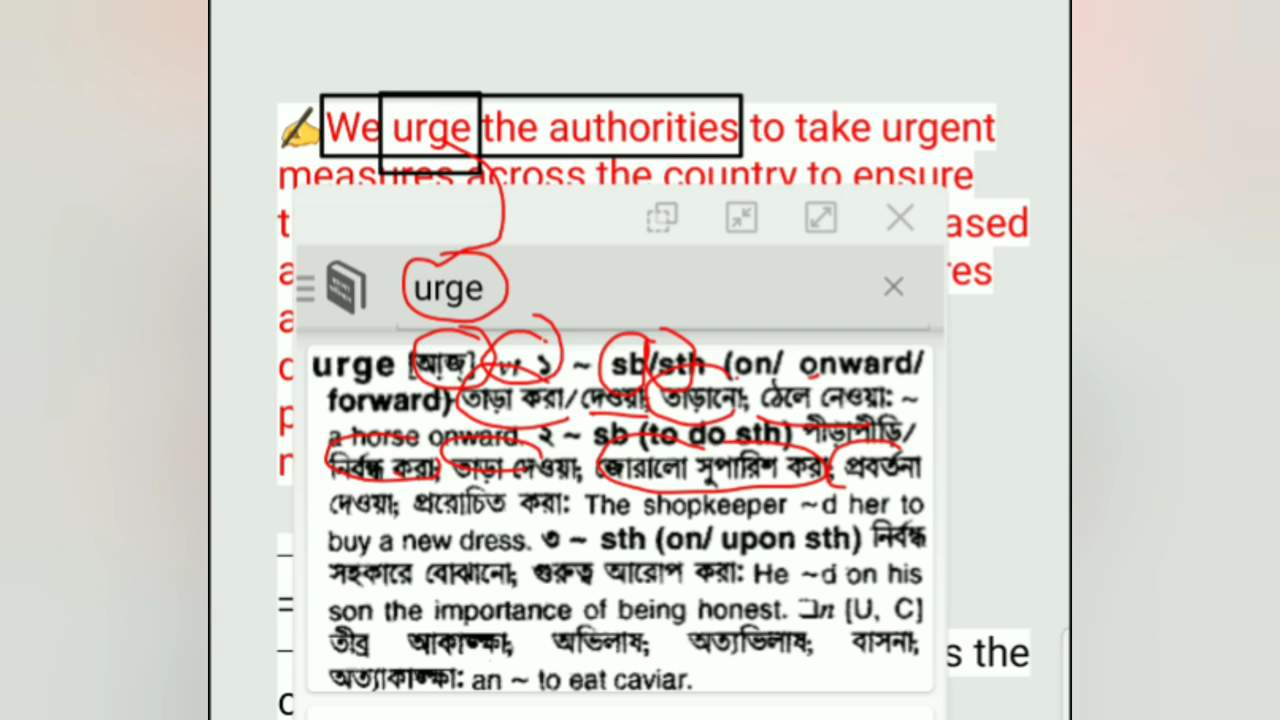 ✍️We urge the authorities to take urgent
measures across the country to ensure
t ased
a res
a
d
p
n
urge
urge [আজ্] vt ১ ~ sb/sth (on/ onward/
forward) তাড়া করা/দেওয়া; তাড়ানো; ঠেলে নেওয়া: ~
a horse onward. ২ ~ sb (to do sth) পীড়াপীড়ি/
নির্বন্ধ করা; তাড়া দেওয়া; জোরালো সুপারিশ করা; প্রবর্তনা
দেওয়া; প্ররোচিত করা: The shopkeeper ~d her to
buy a new dress. ৩ ~ sth (on/ upon sth) নির্বন্ধ
সহকারে বোঝানো; গুরুত্ব আরোপ করা: He ~d on his
son the importance of being honest. □n [U, C]
তীব্র আকাঙ্ক্ষা; অভিলাষ; অত্যভিলাষ; বাসনা;
অত্যাকাঙ্ক্ষা: an ~ to eat caviar.
s the